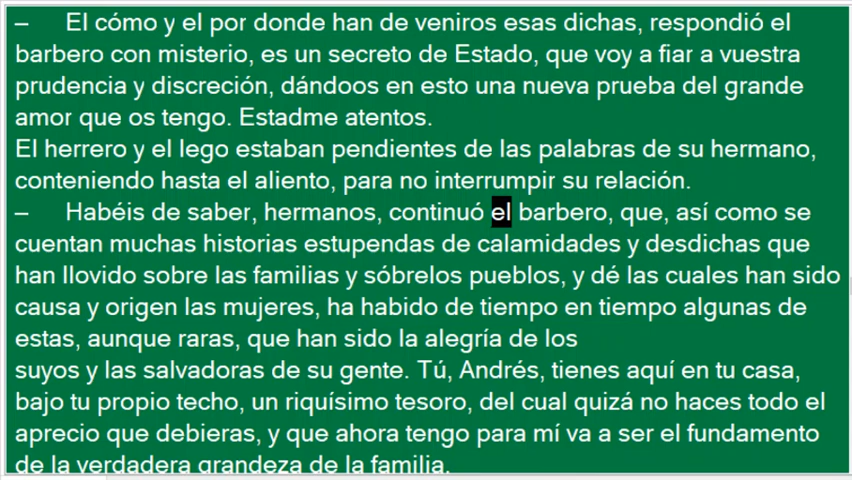 –     El cómo y el por donde han de veniros esas dichas, respondió el
barbero con misterio, es un secreto de Estado, que voy a fiar a vuestra
prudencia y discreción, dándoos en esto una nueva prueba del grande
amor que os tengo. Estadme atentos.
El herrero y el lego estaban pendientes de las palabras de su hermano,
conteniendo hasta el aliento, para no interrumpir su relación.
–     Habéis de saber, hermanos, continuó el barbero, que, así como se
cuentan muchas historias estupendas de calamidades y desdichas que
han llovido sobre las familias y sóbrelos pueblos, y dé las cuales han sido
causa y origen las mujeres, ha habido de tiempo en tiempo algunas de
estas, aunque raras, que han sido la alegría de los
suyos y las salvadoras de su gente. Tú, Andrés, tienes aquí en tu casa,
bajo tu propio techo, un riquísimo tesoro, del cual quizá no haces todo el
aprecio que debieras, y que ahora tengo para mí va a ser el fundamento
de la verdadera grandeza de la familia.